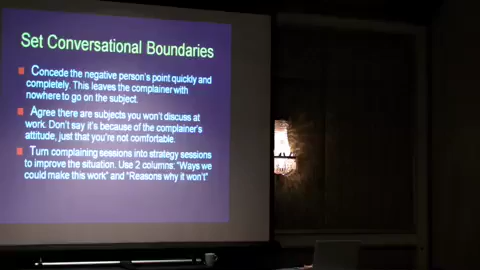 Set Conversational Boundaries
Concede the negative person's point quickly and
completely. This leaves the complainer with
nowhere to go on the subject.
Agree there are subjects you won't discuss at
work. Don't say it's because of the complainer's
attitude, just that you're not comfortable.
Turn complaining sessions into strategy sessions
to improve the situation. Use 2 columns: "Ways we
could make this work" and "Reasons why it won't"